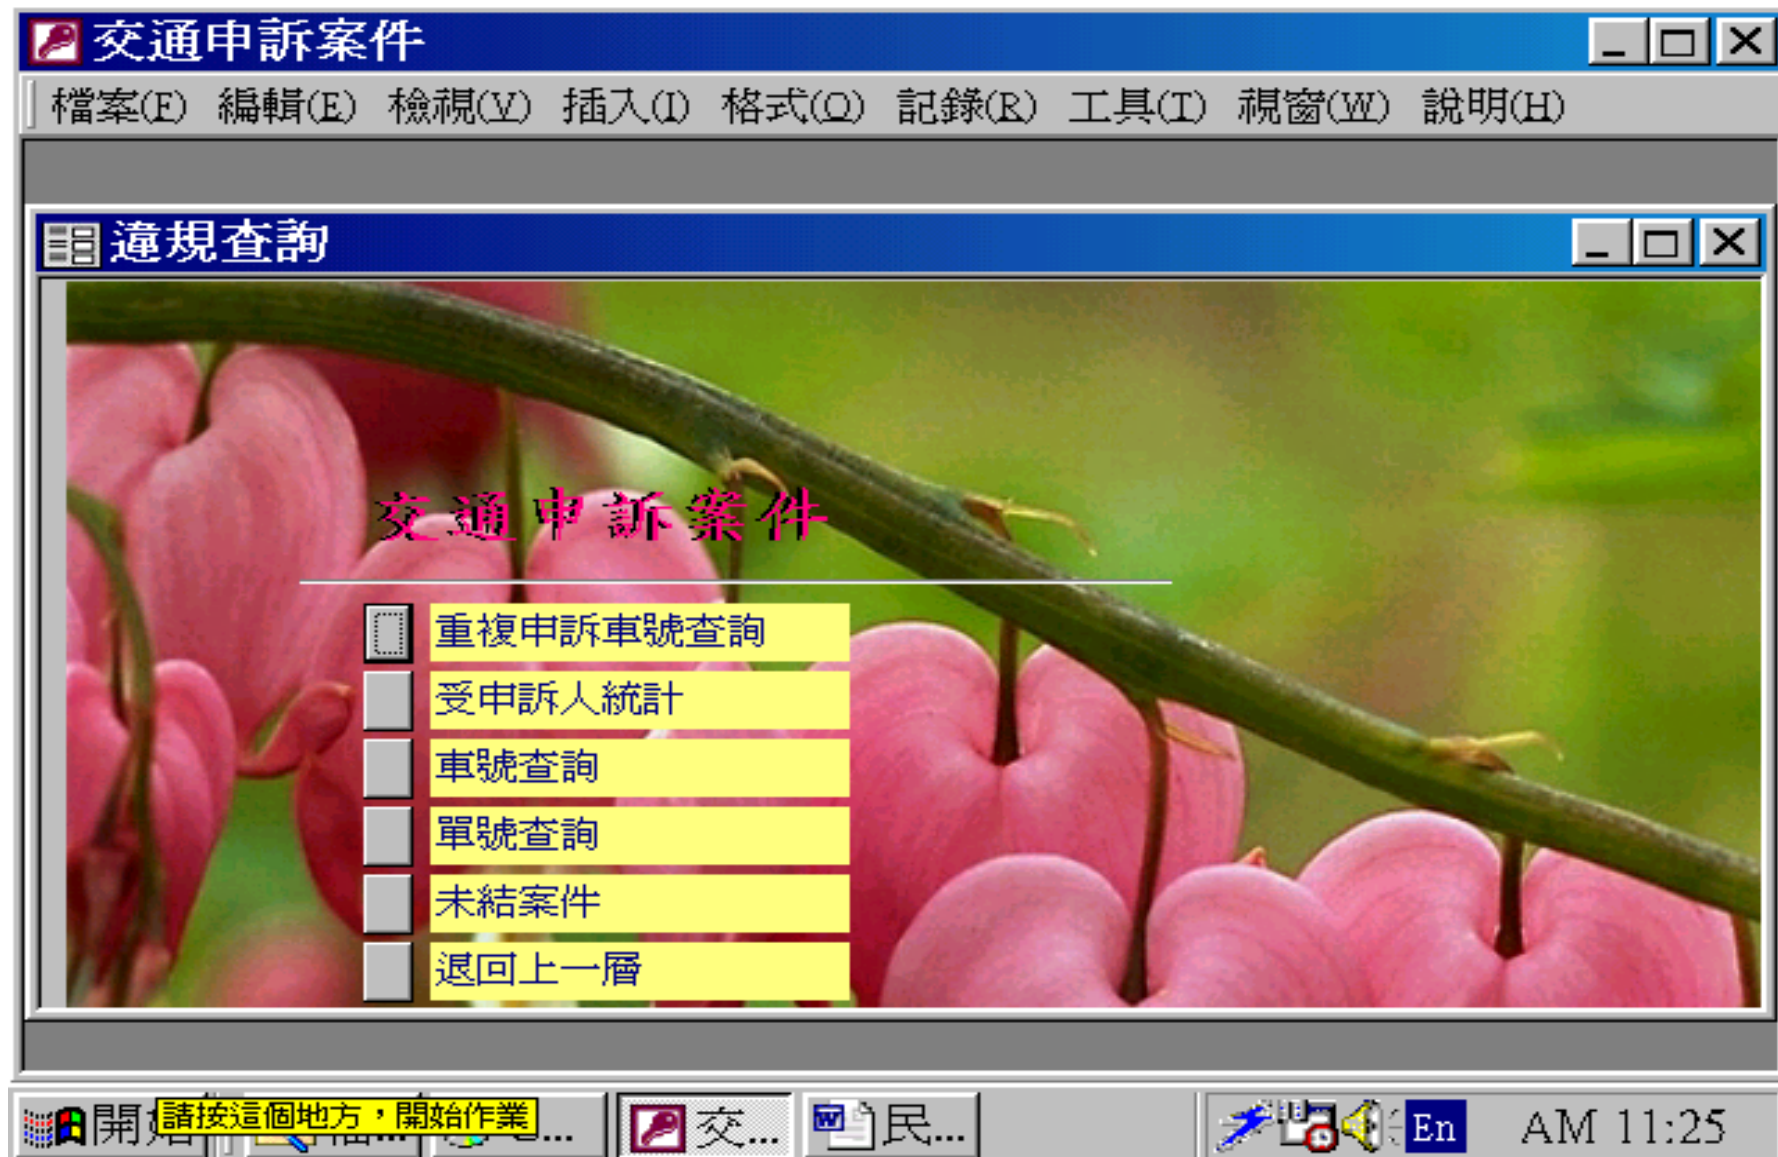 交通申訴案件
檔案(F) 編輯(E) 檢視(V) 插入(I) 格式(O) 記錄(R) 工具(T) 視窗(W) 說明(H)
違規查詢
交通申訴案件
重複申訴車號查詢
受申訴人統計
車號查詢
單號查詢
未結案件
退回上一層
請按這個地方，開始作業
開 交... 民... En AM 11:25